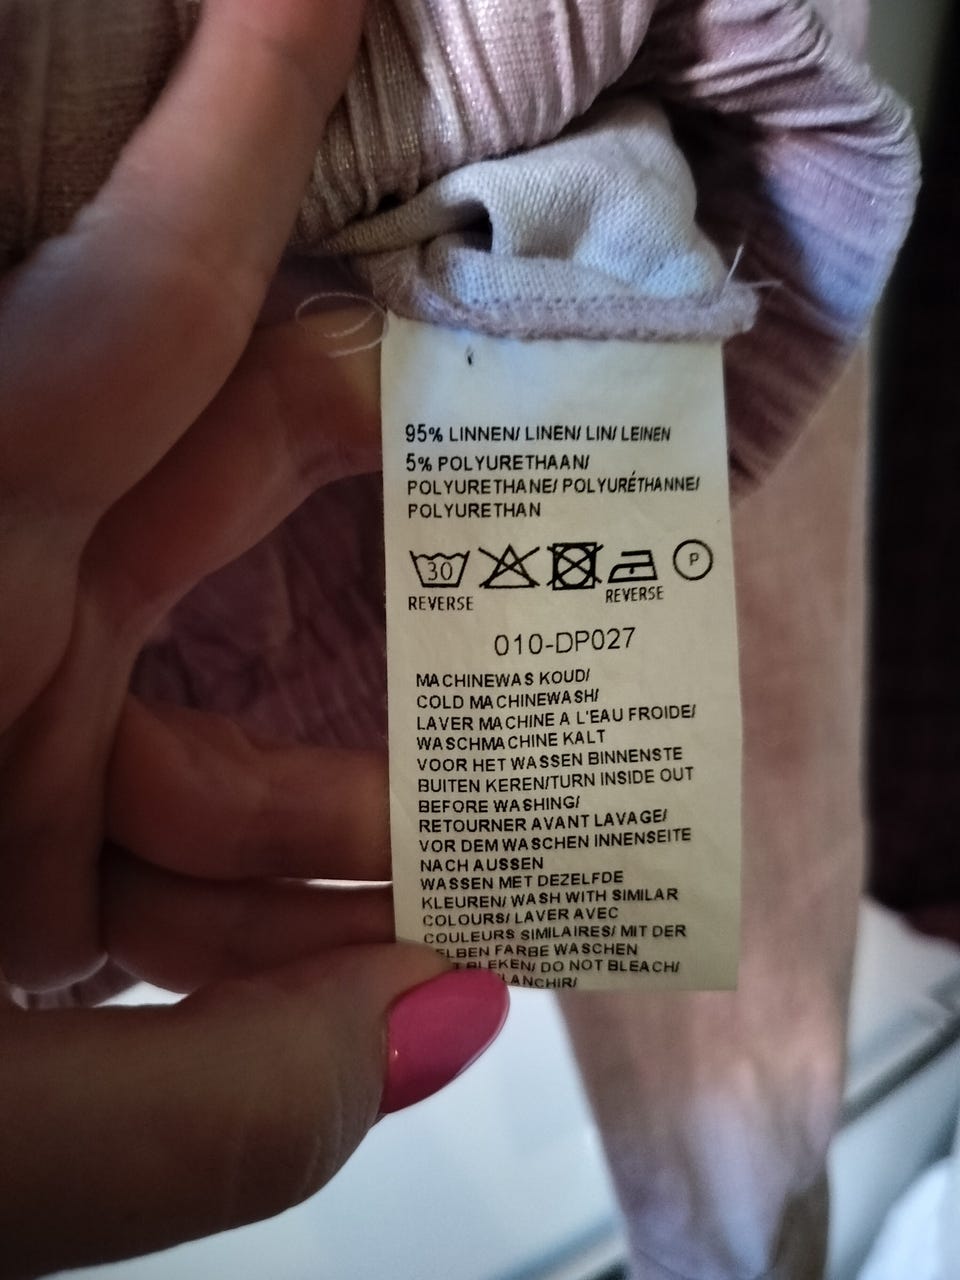 95% LINNEN/ LINEN/ LIN/ LEINEN
5% POLYURETHAAN/
POLYURETHANE/ POLYURÉTHANNE/
POLYURETHAN
30 P
REVERSE REVERSE
010-DP027
MACHINEWAS KOUD/
COLD MACHINEWASH/
LAVER MACHINE A L'EAU FROIDE/
WASCHMACHINE KALT
VOOR HET WASSEN BINNENSTE
BUITEN KEREN/TURN INSIDE OUT
BEFORE WASHING/
RETOURNER AVANT LAVAGE/
VOR DEM WASCHEN INNENSEITE
NACH AUSSEN
WASSEN MET DEZELFDE
KLEUREN/ WASH WITH SIMILAR
COLOURS/ LAVER AVEC
COULEURS SIMILAIRES/ MIT DER
FARBE WASCHEN
BLEKEN/ DO NOT BLEACH/